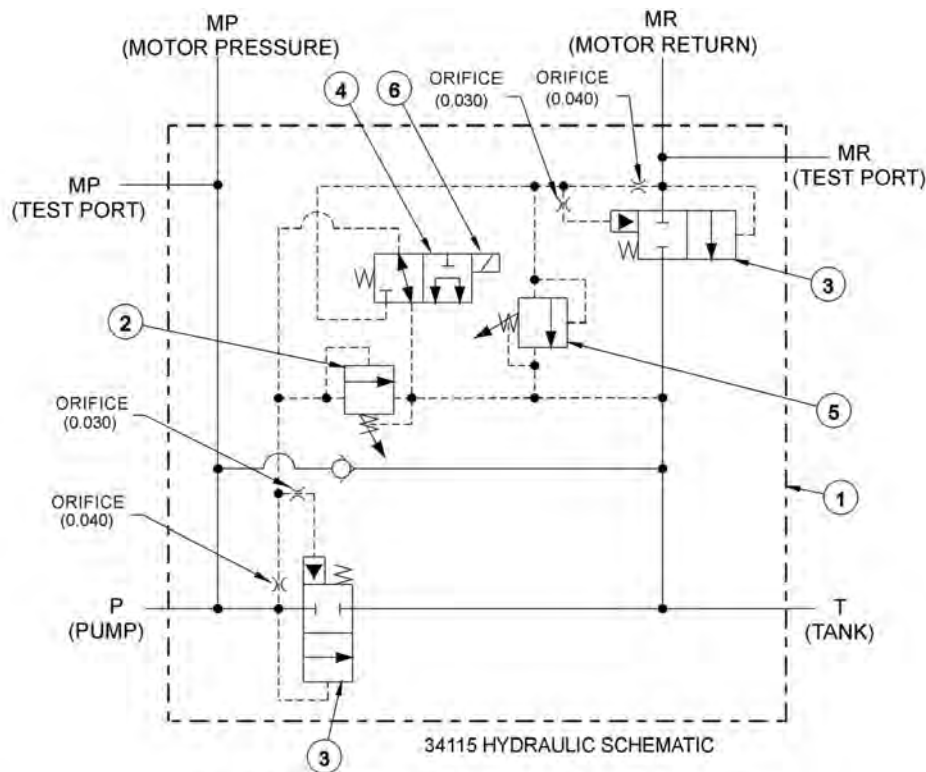 MP
(MOTOR PRESSURE)
MR
(MOTOR RETURN)
4
6
ORIFICE
(0.030)
ORIFICE
(0.040)
MP
(TEST PORT)
MR
(TEST PORT)
3
2
5
ORIFICE
(0.030)
1
ORIFICE
(0.040)
P
(PUMP)
T
(TANK)
3
34115 HYDRAULIC SCHEMATIC